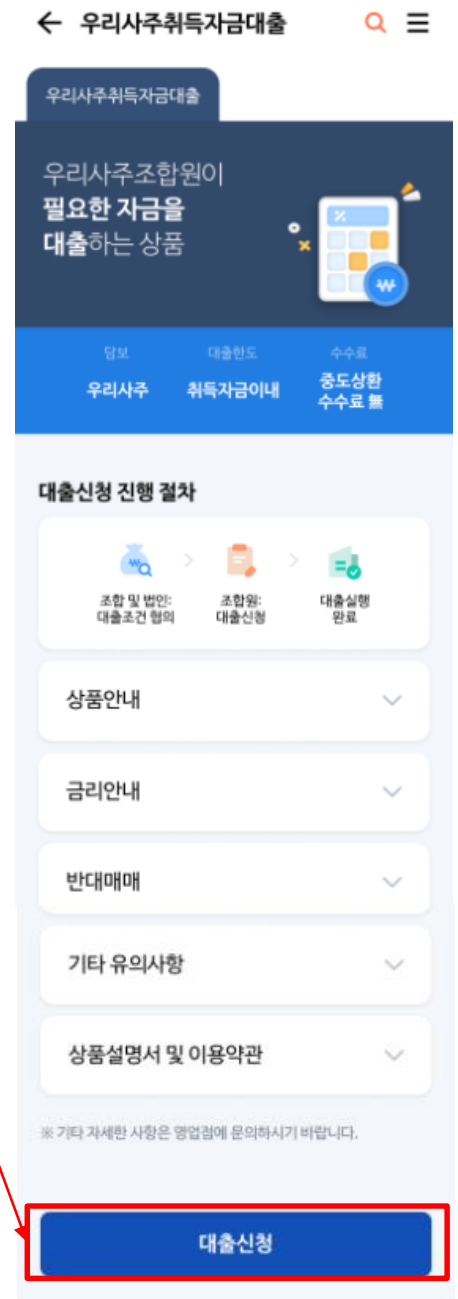 우리사주취득자금대출
우리사주취득자금대출
우리사주조합원이
필요한 자금을
대출하는 상품
담보
대출한도
수수료
우리사주
취득자금이내
중도상환
수수료 無
대출신청 진행 절차
조합 및 법인:
대출조건 협의
조합원:
대출신청
대출실행
완료
상품안내
금리안내
반대매매
기타 유의사항
상품설명서 및 이용약관
※ 기타 자세한 사항은 영업점에 문의하시기 바랍니다.
대출신청